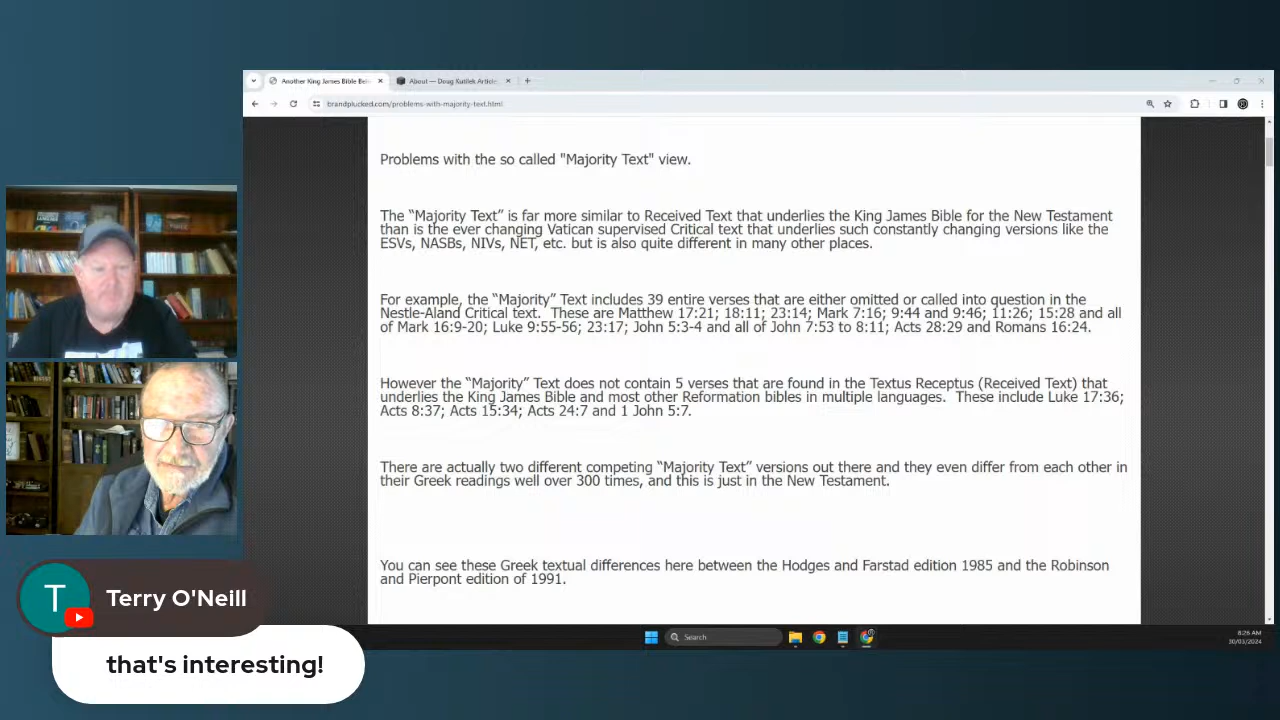 Another King James Bible Beli
About — Doug Kutilek Article
brandplucked.com/problems-with-majority-text.html
Problems with the so called "Majority Text" view.
The “Majority Text” is far more similar to Received Text that underlies the King James Bible for the New Testament
than is the ever changing Vatican supervised Critical text that underlies such constantly changing versions like the
ESVs, NASBs, NIVs, NET, etc. but is also quite different in many other places.
For example, the “Majority” Text includes 39 entire verses that are either omitted or called into question in the
Nestle-Aland Critical text.  These are Matthew 17:21; 18:11; 23:14; Mark 7:16; 9:44 and 9:46; 11:26; 15:28 and all
of Mark 16:9-20; Luke 9:55-56; 23:17; John 5:3-4 and all of John 7:53 to 8:11; Acts 28:29 and Romans 16:24.
However the “Majority” Text does not contain 5 verses that are found in the Textus Receptus (Received Text) that
underlies the King James Bible and most other Reformation bibles in multiple languages.  These include Luke 17:36;
Acts 8:37; Acts 15:34; Acts 24:7 and 1 John 5:7.
There are actually two different competing “Majority Text” versions out there and they even differ from each other in
their Greek readings well over 300 times, and this is just in the New Testament.
You can see these Greek textual differences here between the Hodges and Farstad edition 1985 and the Robinson
and Pierpont edition of 1991.
T
Terry O'Neill
that's interesting!
Search
8:26 AM
30/03/2024